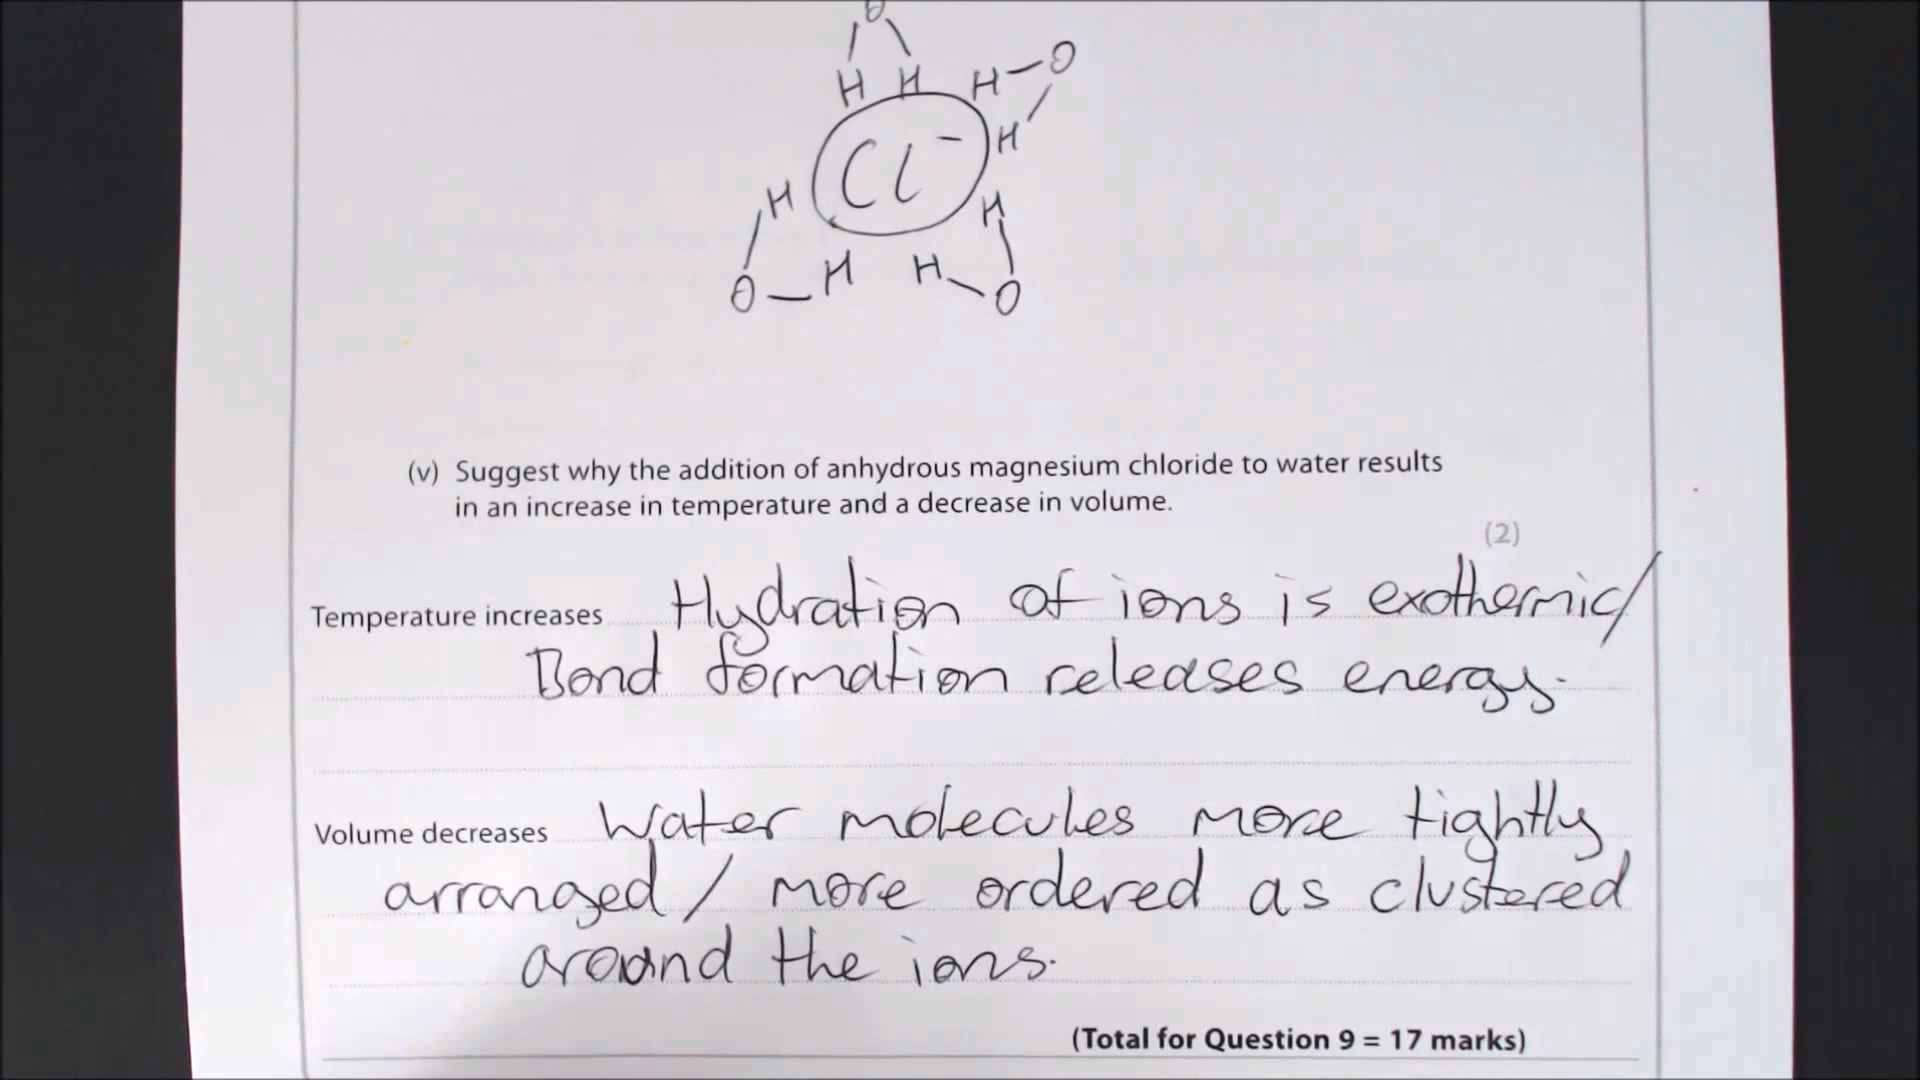 O
H H H—O
Cl⁻ H
H H
O—H H O
(v) Suggest why the addition of anhydrous magnesium chloride to water results
in an increase in temperature and a decrease in volume.
(2)
Temperature increases Hydration of ions is exothermic/
Bond formation releases energy.
Volume decreases Water molecules more tightly
arranged / more ordered as clustered
around the ions.
(Total for Question 9 = 17 marks)